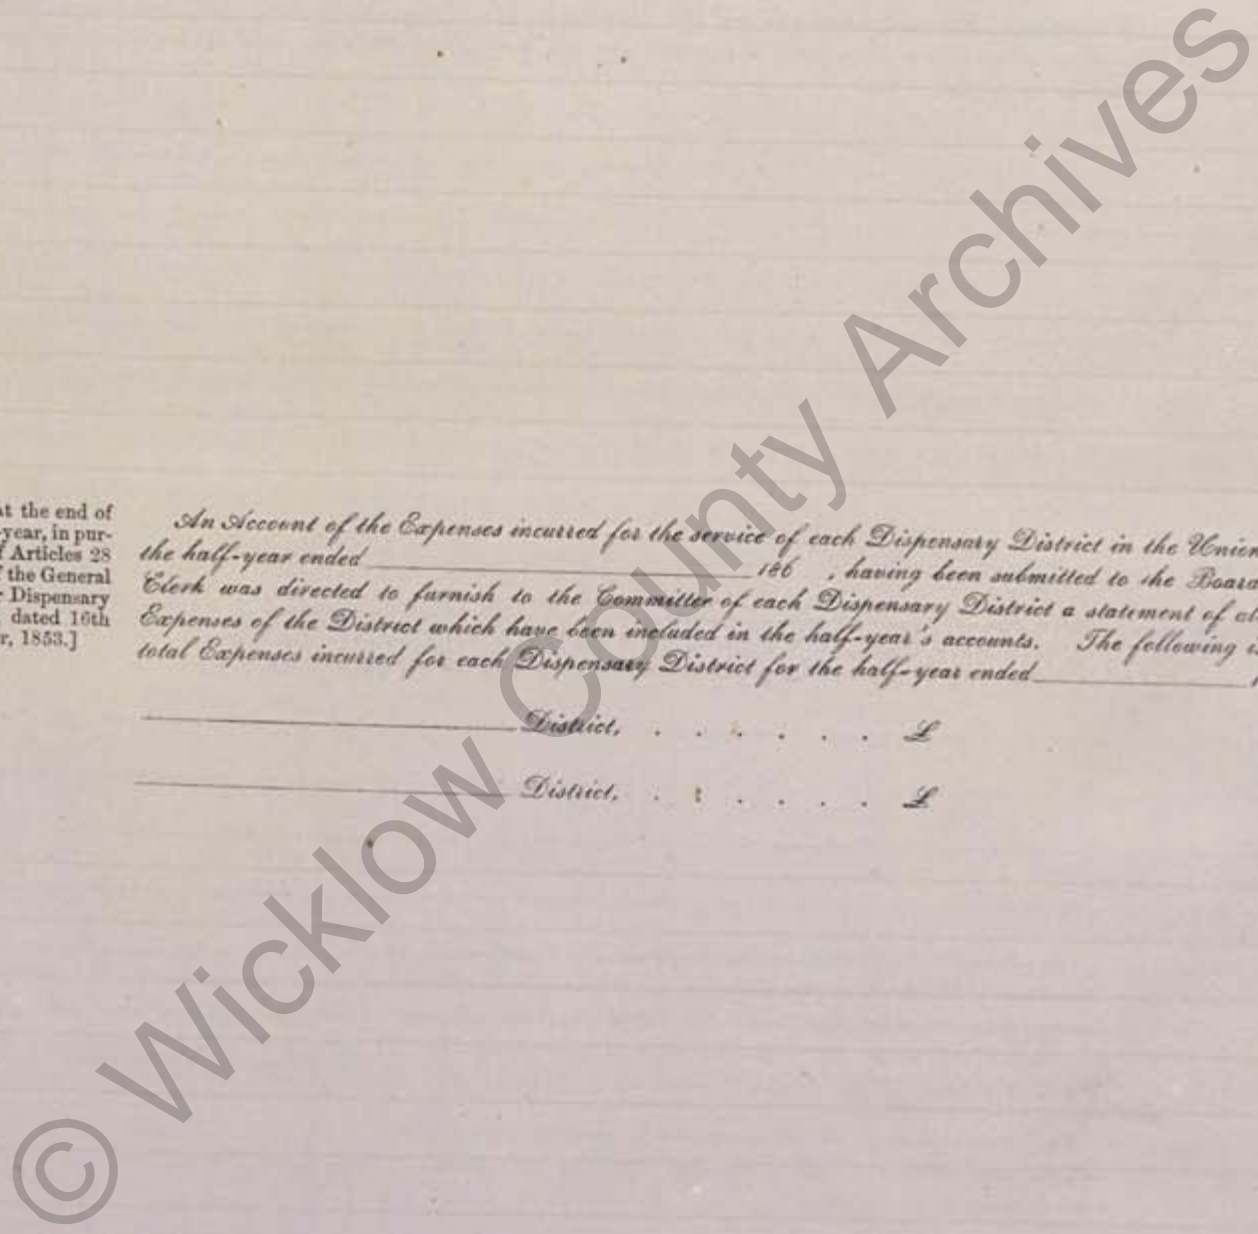 at the end of
-year, in pur-
f Articles 28
f the General
Dispensary
dated 16th
r, 1853.]
An Account of the Expenses incurred for the service of each Dispensary District in the Union
the half-year ended 186 , having been submitted to the Board
Clerk was directed to furnish to the Committee of each Dispensary District a statement of
Expenses of the District which have been included in the half-year's accounts. The following
total Expenses incurred for each Dispensary District for the half-year ended
District. . . . . . . £
District. . . . . . . £
© Wicklow County Archives